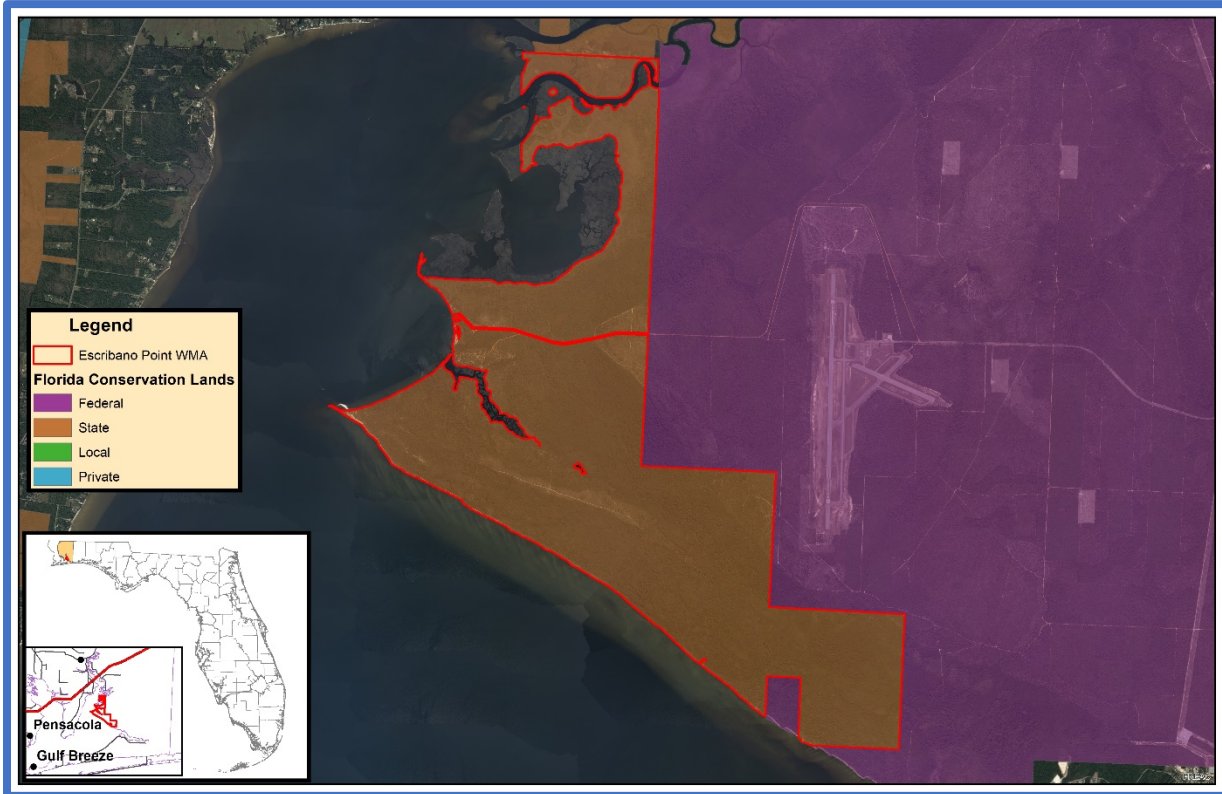 Legend
Escribano Point WMA
Florida Conservation Lands
Federal
State
Local
Private
Pensacola
Gulf Breeze